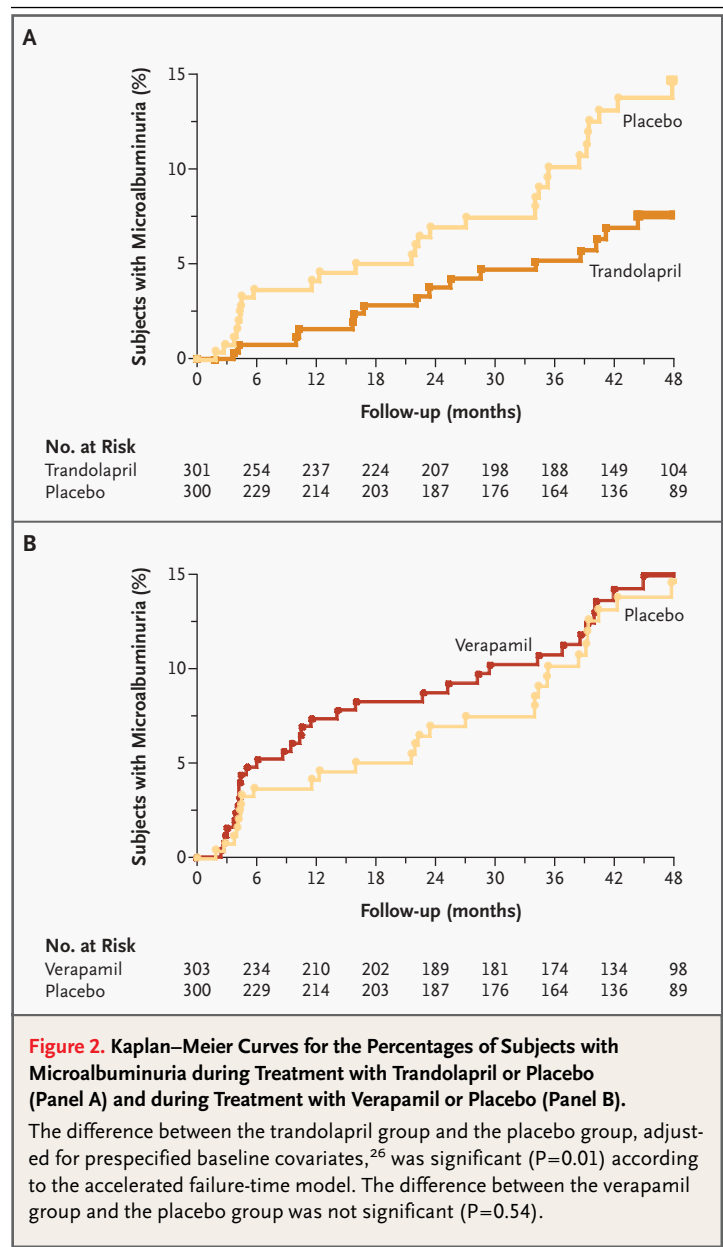 A
Subjects with Microalbuminuria (%)
15
10
5
0
Placebo
Trandolapril
0 6 12 18 24 30 36 42 48
Follow-up (months)
No. at Risk
Trandolapril 301 254 237 224 207 198 188 149 104
Placebo 300 229 214 203 187 176 164 136 89
B
Subjects with Microalbuminuria (%)
15
10
5
0
Verapamil
Placebo
0 6 12 18 24 30 36 42 48
Follow-up (months)
No. at Risk
Verapamil 303 234 210 202 189 181 174 134 98
Placebo 300 229 214 203 187 176 164 136 89
Figure 2. Kaplan–Meier Curves for the Percentages of Subjects with
Microalbuminuria during Treatment with Trandolapril or Placebo
(Panel A) and during Treatment with Verapamil or Placebo (Panel B).
The difference between the trandolapril group and the placebo group, adjust-
ed for prespecified baseline covariates,26 was significant (P=0.01) according
to the accelerated failure-time model. The difference between the verapamil
group and the placebo group was not significant (P=0.54).